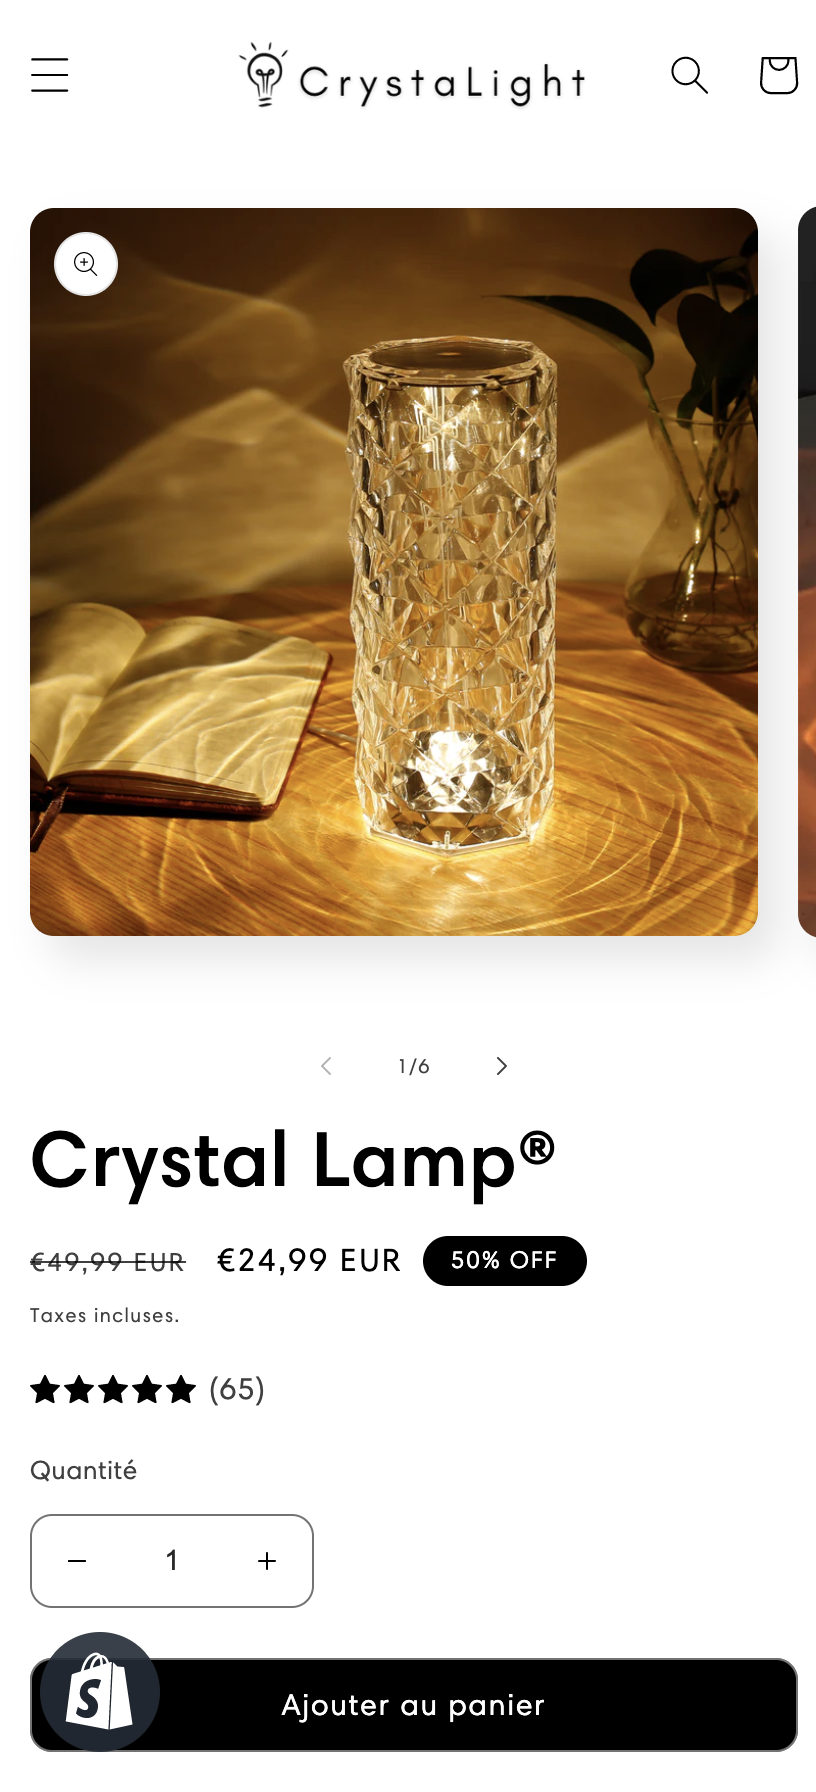 CrystaLight
1/6
Crystal Lamp®
€49,99 EUR €24,99 EUR 50% OFF
Taxes incluses.
(65)
Quantité
1
Ajouter au panier